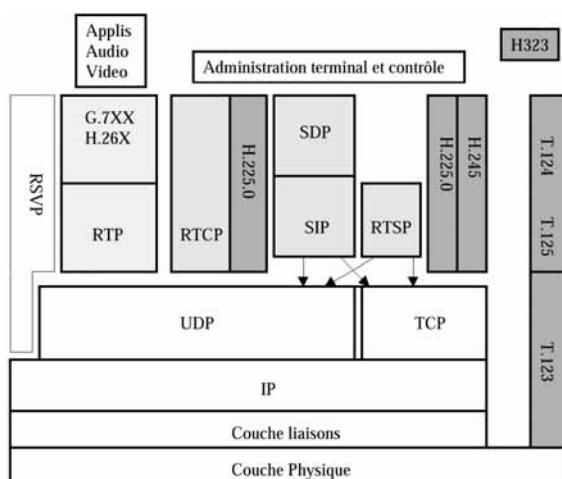 Applis
Audio
Video
H323
Administration terminal et contrôle
RSVP
G.7XX
H.26X
RTP
RTCP
H.225.0
SDP
SIP
RTSP
H.225.0
H.245
T.124
T.125
UDP
TCP
T.123
IP
Couche liaisons
Couche Physique